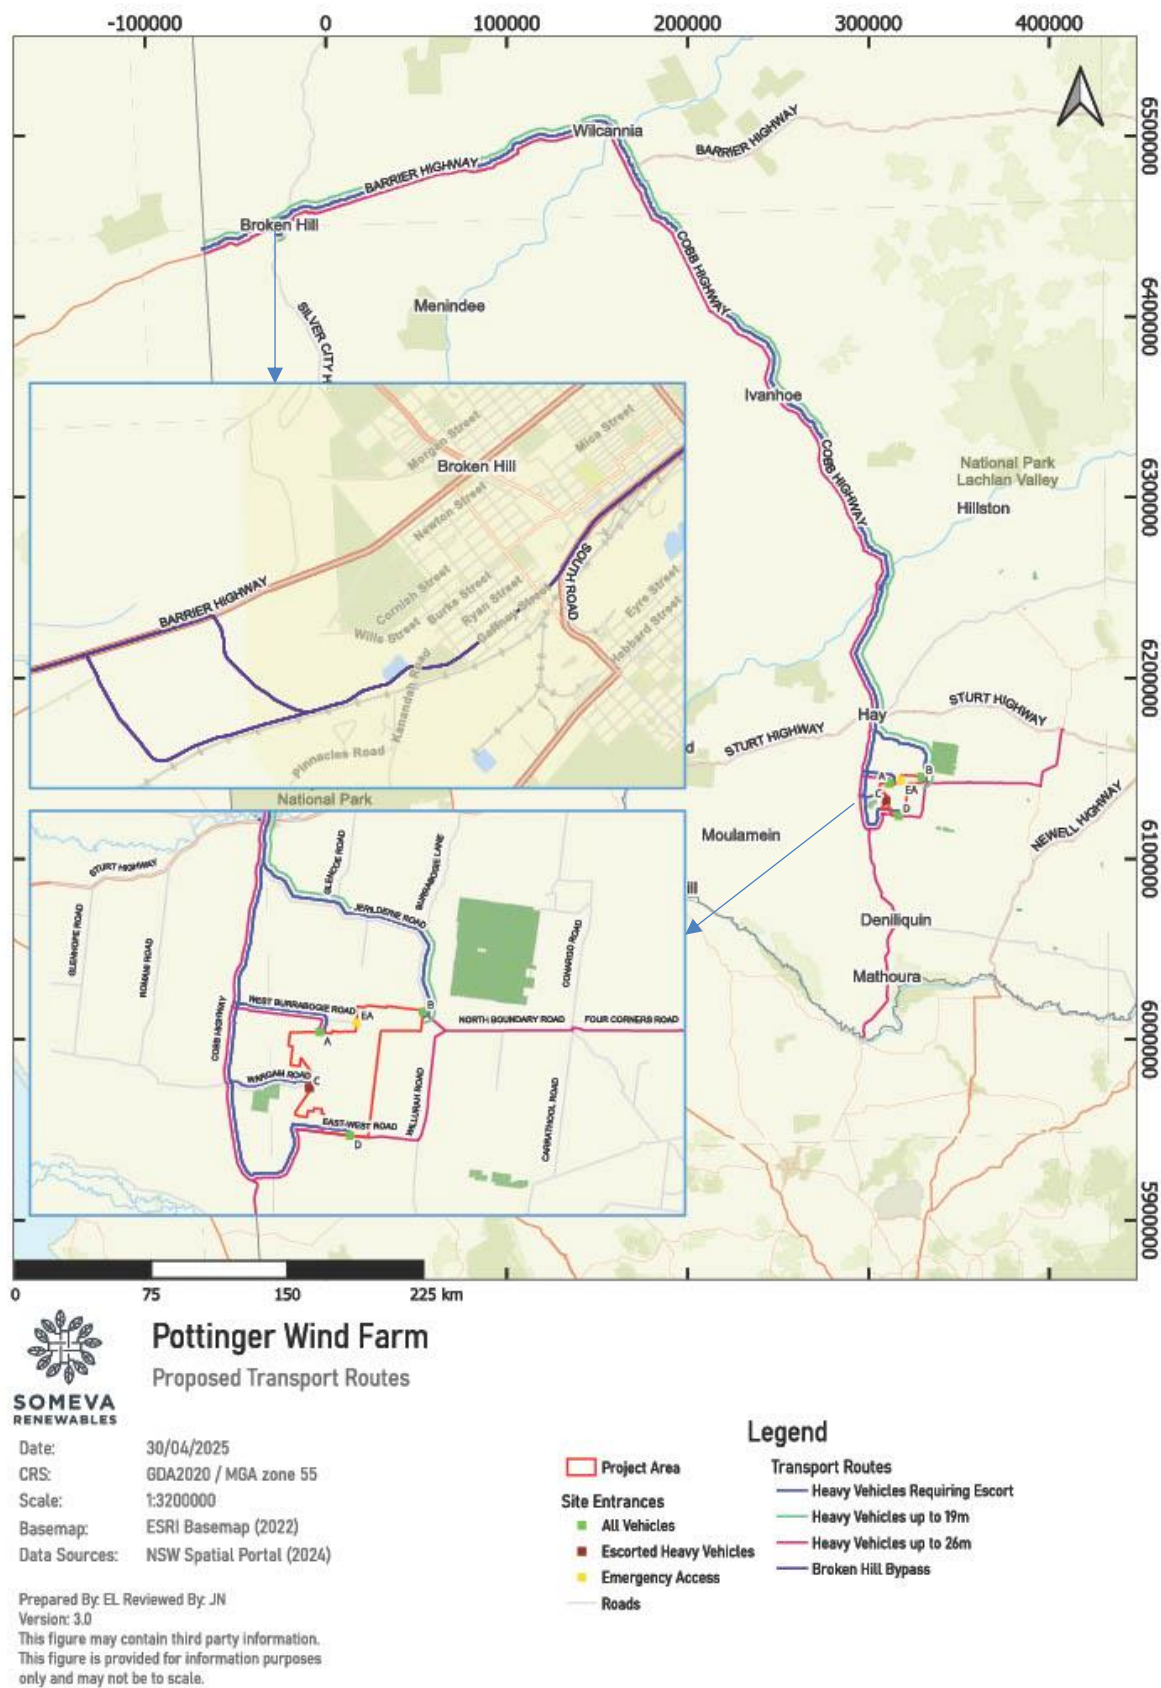 -100000 0 100000 200000 300000 400000
6500000
6400000
6300000
6200000
6100000
6000000
5900000
Wilcannia
BARRIER HIGHWAY
BARRIER HIGHWAY
Broken Hill
COBB HIGHWAY
Menindee
SILVER CITY H
Ivanhoe
COBB HIGHWAY
National Park
Lachlan Valley
Hillston
Hay
STURT HIGHWAY
STURT HIGHWAY
d
A
B
EA
C
D
NEWELL HIGHWAY
Moulamein
ill
Deniliquin
Mathoura
Morgan Street
Mica Street
Broken Hill
Newton Street
SOUTH ROAD
BARRIER HIGHWAY
Cornish Street
Wills Street
Burke Street
Ryan Street
Gaffney Street
Eyre Street
Hebbard Street
Kanandah Road
Pinnacles Road
National Park
STURT HIGHWAY
GLENCOE ROAD
BURRABOGIE LANE
JERILDERIE ROAD
GLENHOPE ROAD
ROMANI ROAD
CONARGO ROAD
WEST BURRABOGIE ROAD
EA
B
A
NORTH BOUNDARY ROAD
FOUR CORNERS ROAD
COBB HIGHWAY
WARGAM ROAD
C
WILLURAH ROAD
CARRATHOOL ROAD
EAST-WEST ROAD
D
0 75 150 225 km
SOMEVA
RENEWABLES
Pottinger Wind Farm
Proposed Transport Routes
Date: 30/04/2025
CRS: GDA2020 / MGA zone 55
Scale: 1:3200000
Basemap: ESRI Basemap (2022)
Data Sources: NSW Spatial Portal (2024)
Prepared By: EL Reviewed By: JN
Version: 3.0
This figure may contain third party information.
This figure is provided for information purposes
only and may not be to scale.
Legend
Project Area
Site Entrances
All Vehicles
Escorted Heavy Vehicles
Emergency Access
Roads
Transport Routes
Heavy Vehicles Requiring Escort
Heavy Vehicles up to 19m
Heavy Vehicles up to 26m
Broken Hill Bypass